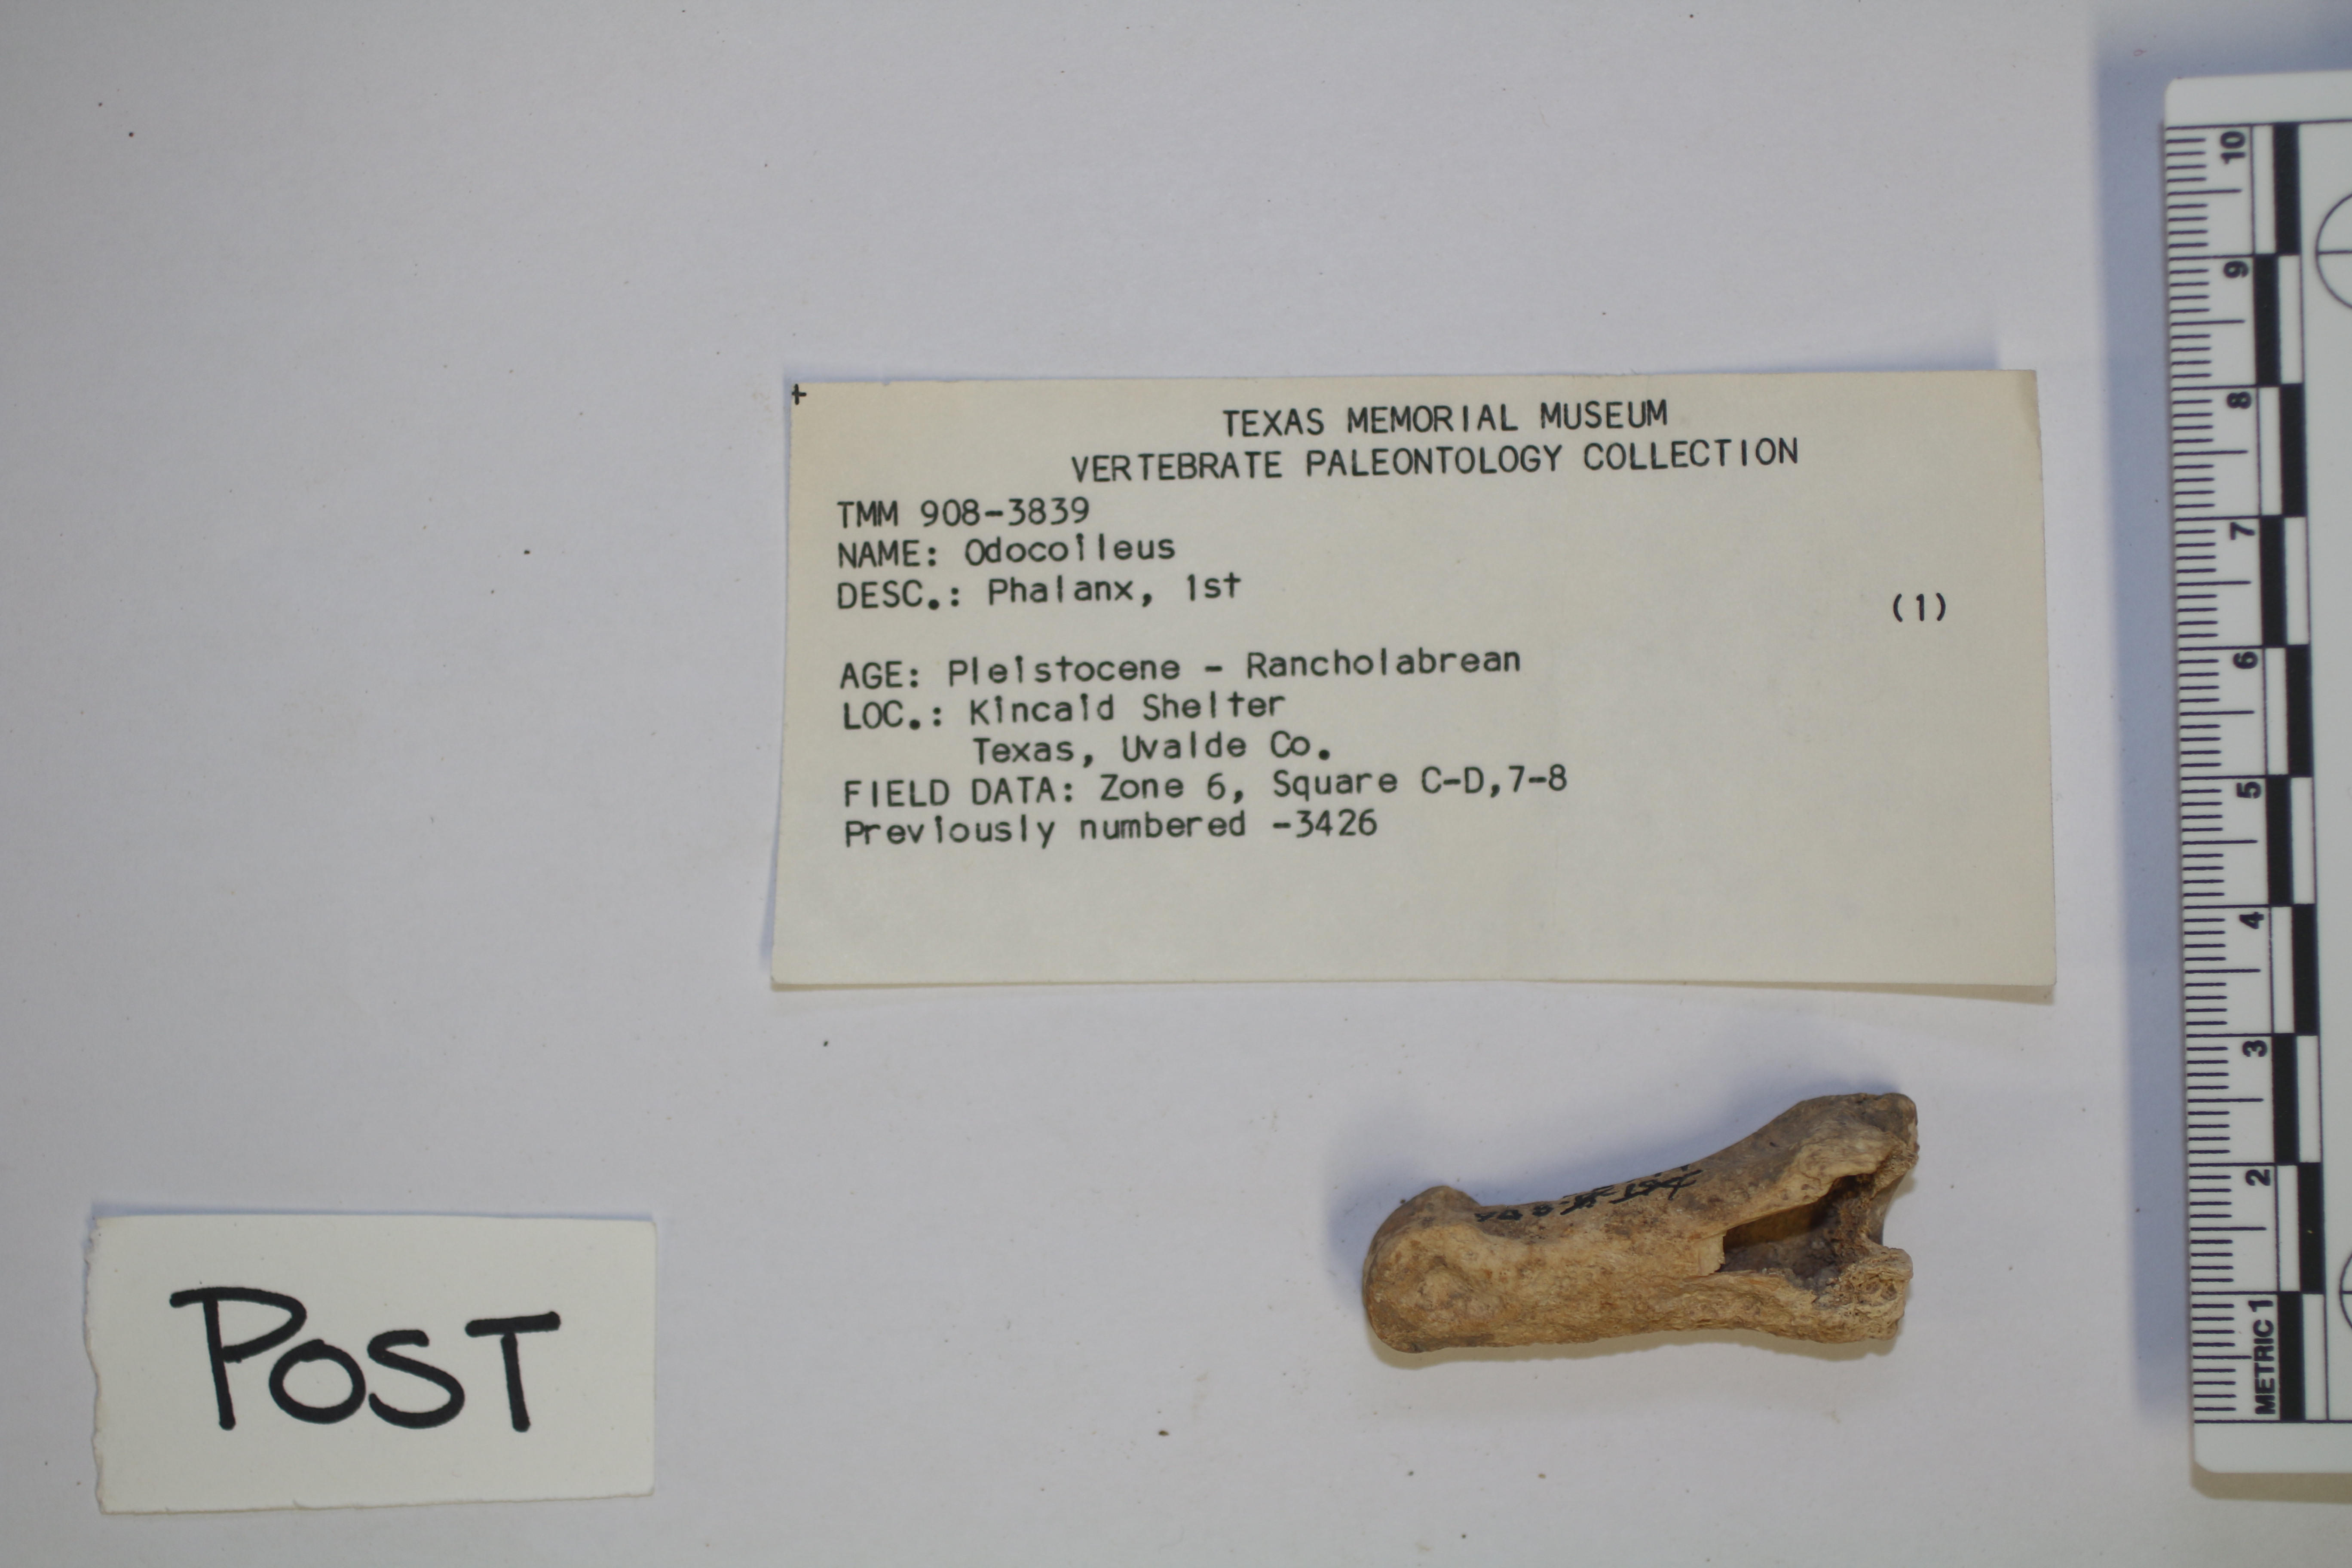 +
TEXAS MEMORIAL MUSEUM
VERTEBRATE PALEONTOLOGY COLLECTION
TMM 908-3839
NAME: Odocoileus
DESC.: Phalanx, 1st
(1)
AGE: Pleistocene - Rancholabrean
LOC.: Kincaid Shelter
Texas, Uvalde Co.
FIELD DATA: Zone 6, Square C-D,7-8
Previously numbered -3426
POST
10
9
8
7
6
5
4
3
2
METRIC 1